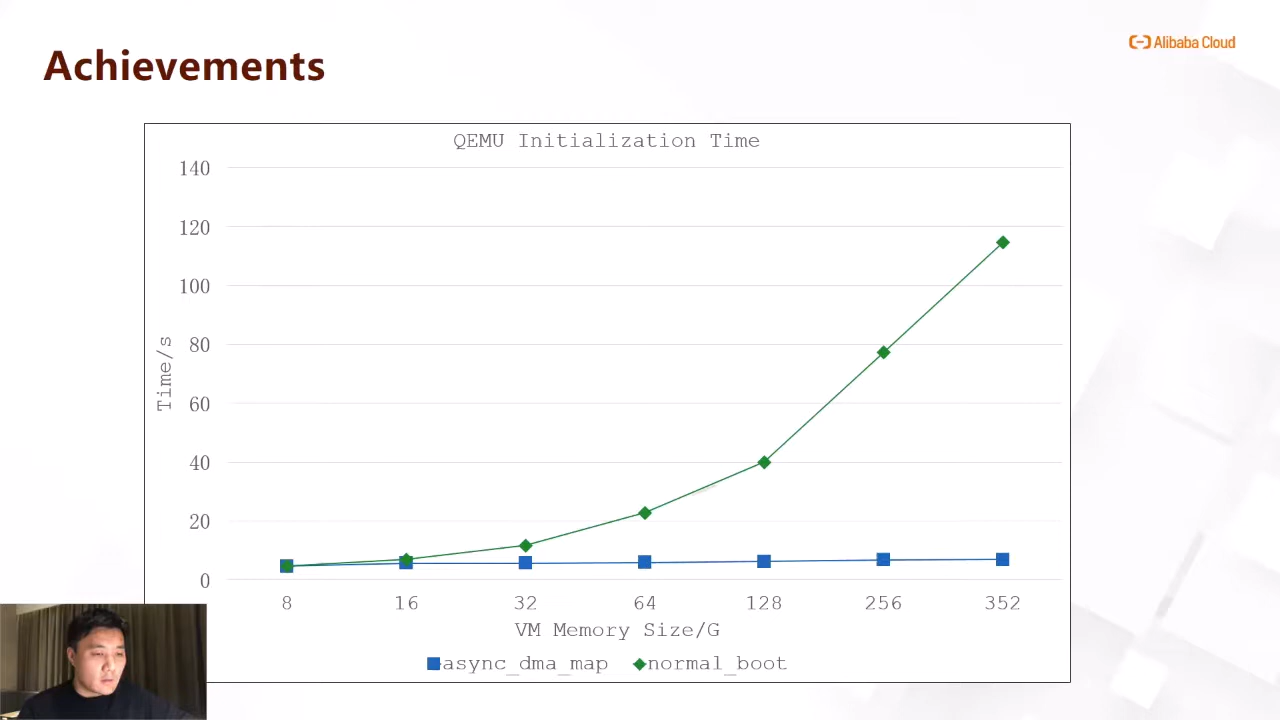 Alibaba Cloud
Achievements
QEMU Initialization Time
140
120
100
80
60
40
20
0
Time/s
8 16 32 64 128 256 352
VM Memory Size/G
async_dma_map normal_boot